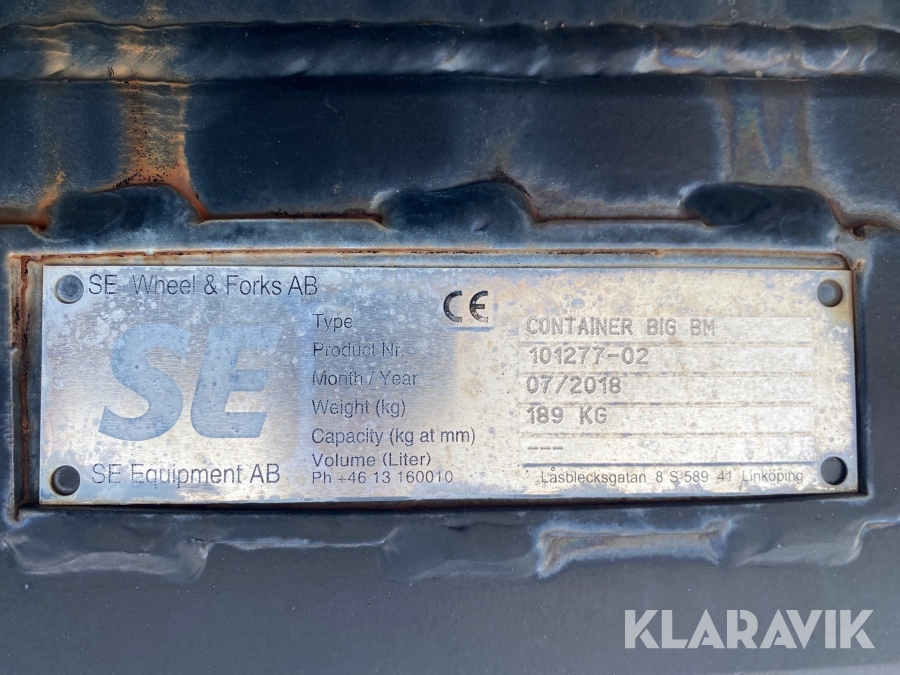 SE Wheel & Forks AB
CE
SE
Type CONTAINER BIG BM
Product Nr. 101277-02
Month / Year 07/2018
Weight (kg) 189 KG
Capacity (kg at mm) ---
Volume (Liter)
SE Equipment AB
Ph +46 13 160010
Låsblecksgatan 8 S-589 41 Linköping
KLARAVIK